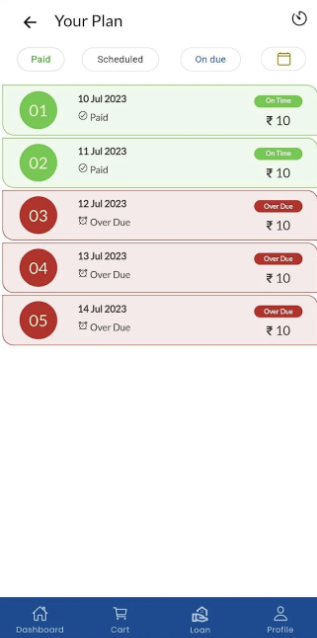 Your Plan
Paid Scheduled On due
01 10 Jul 2023 On Time
Paid ₹ 10
02 11 Jul 2023 On Time
Paid ₹ 10
03 12 Jul 2023 Over Due
Over Due ₹ 10
04 13 Jul 2023 Over Due
Over Due ₹ 10
05 14 Jul 2023 Over Due
Over Due ₹ 10
Dashboard Cart Loan Profile